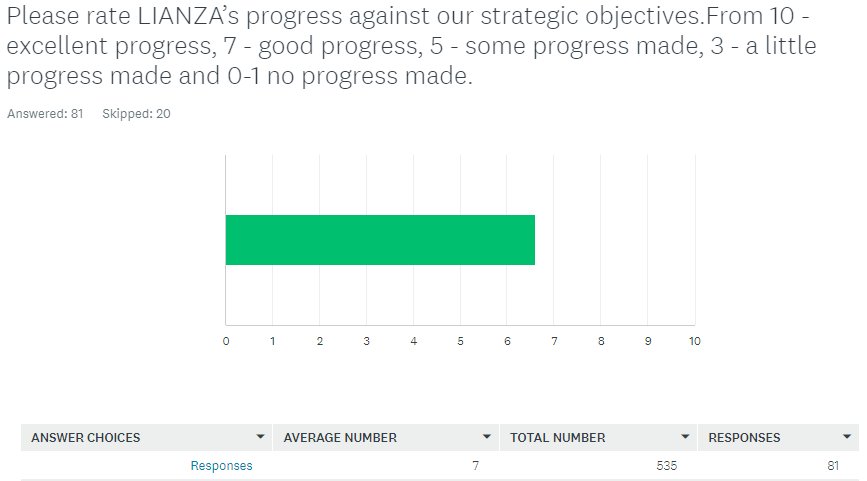 Please rate LIANZA’s progress against our strategic objectives.From 10 -
excellent progress, 7 - good progress, 5 - some progress made, 3 - a little
progress made and 0-1 no progress made.
Answered: 81 Skipped: 20
0 1 2 3 4 5 6 7 8 9 10
ANSWER CHOICES AVERAGE NUMBER TOTAL NUMBER RESPONSES
Responses 7 535 81